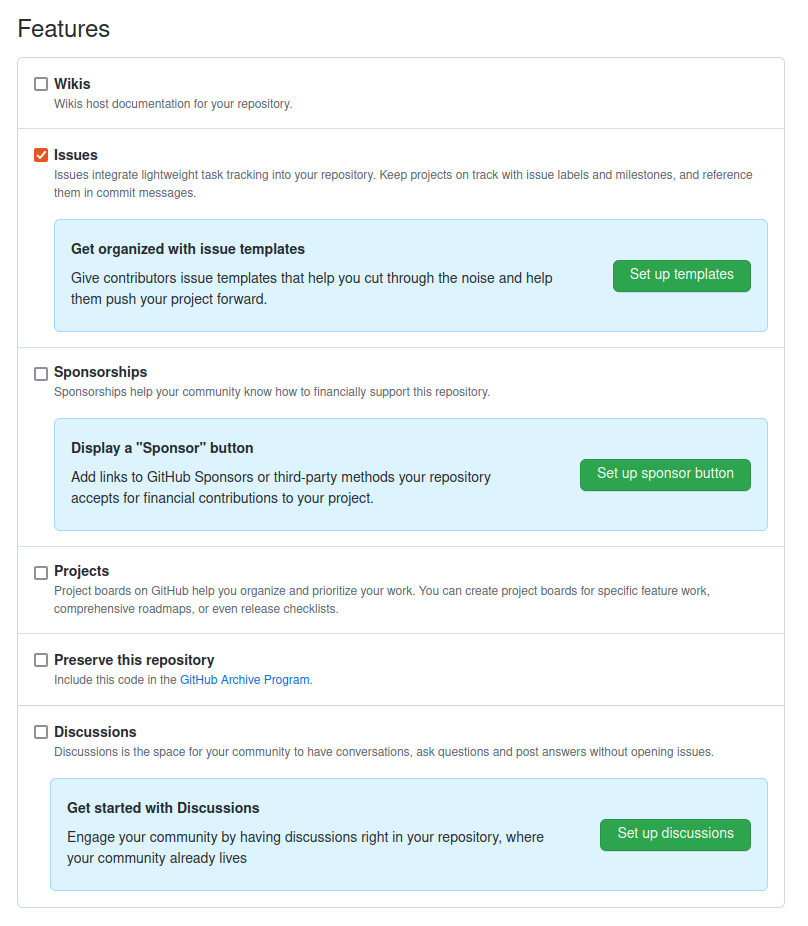 Features
Wikis
Wikis host documentation for your repository.
Issues
Issues integrate lightweight task tracking into your repository. Keep projects on track with issue labels and milestones, and reference
them in commit messages.
Get organized with issue templates
Give contributors issue templates that help you cut through the noise and help
them push your project forward.
Set up templates
Sponsorships
Sponsorships help your community know how to financially support this repository.
Display a "Sponsor" button
Add links to GitHub Sponsors or third-party methods your repository
accepts for financial contributions to your project.
Set up sponsor button
Projects
Project boards on GitHub help you organize and prioritize your work. You can create project boards for specific feature work,
comprehensive roadmaps, or even release checklists.
Preserve this repository
Include this code in the GitHub Archive Program.
Discussions
Discussions is the space for your community to have conversations, ask questions and post answers without opening issues.
Get started with Discussions
Engage your community by having discussions right in your repository, where
your community already lives
Set up discussions